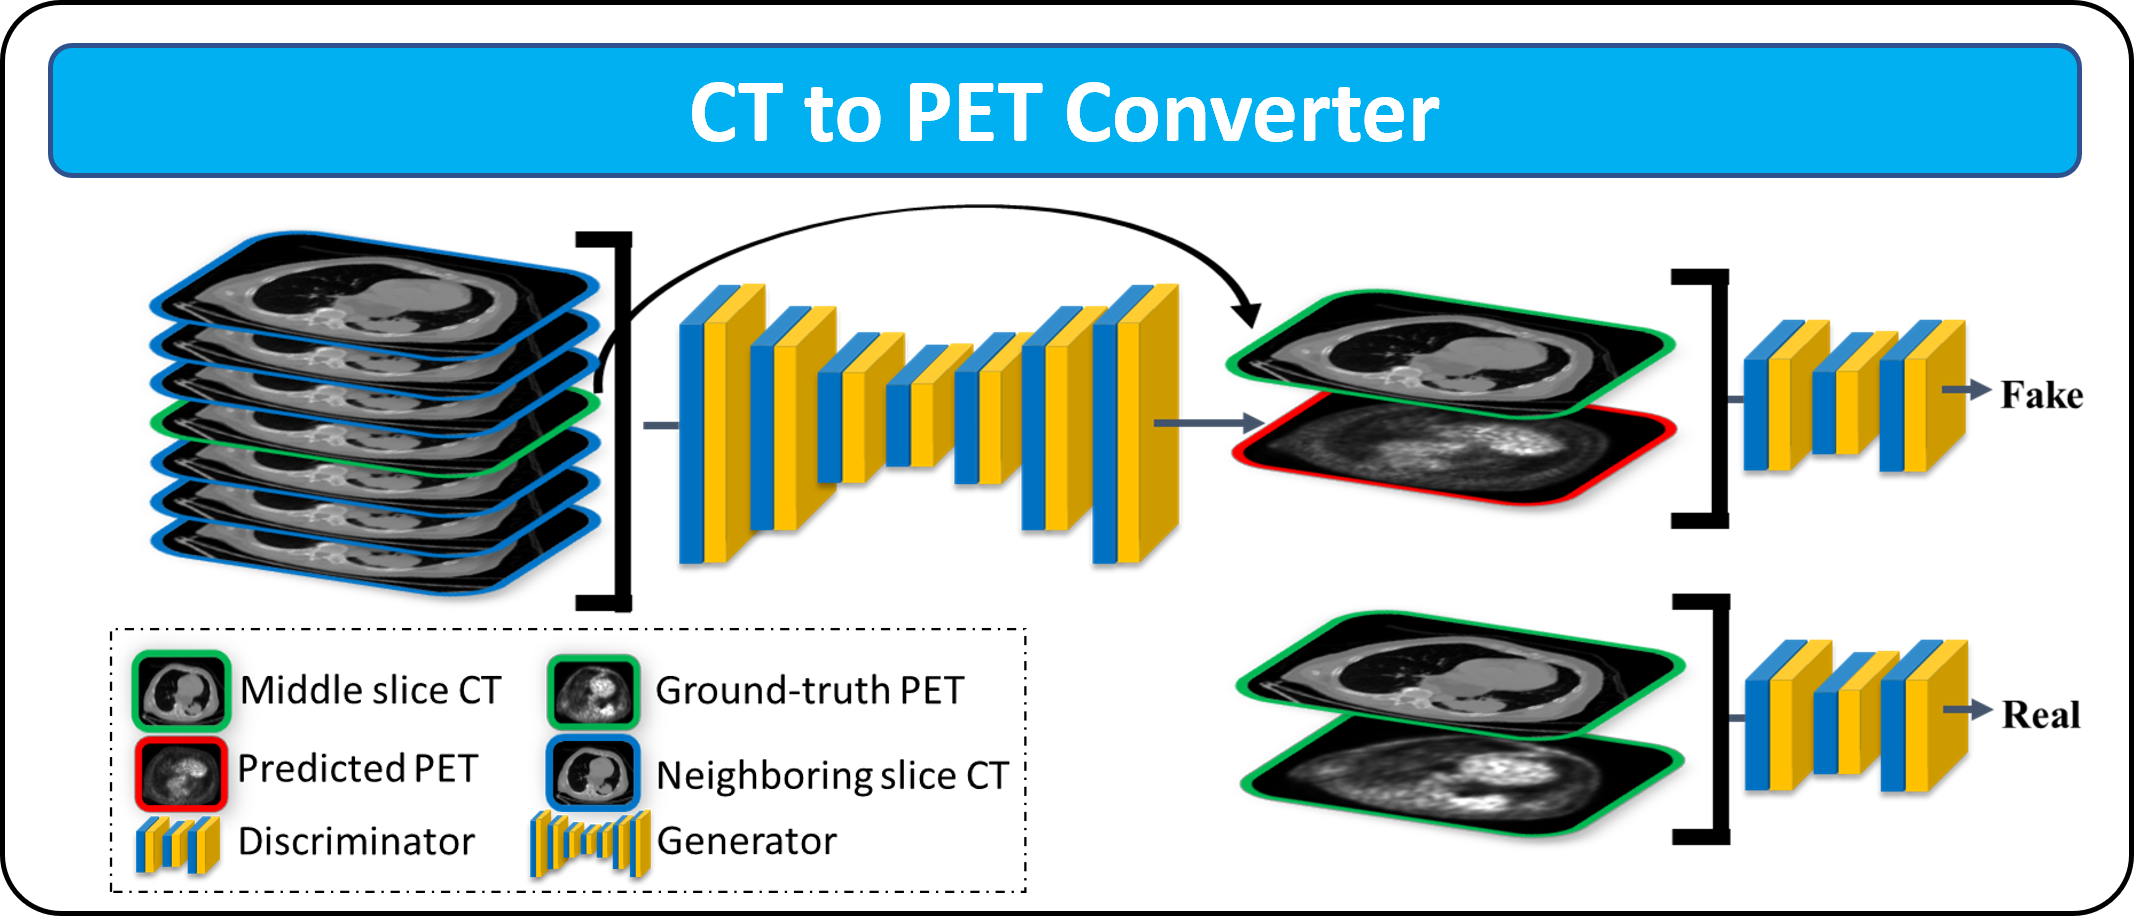 CT to PET Converter
Fake
Real
Middle slice CT
Ground-truth PET
Predicted PET
Neighboring slice CT
Discriminator
Generator